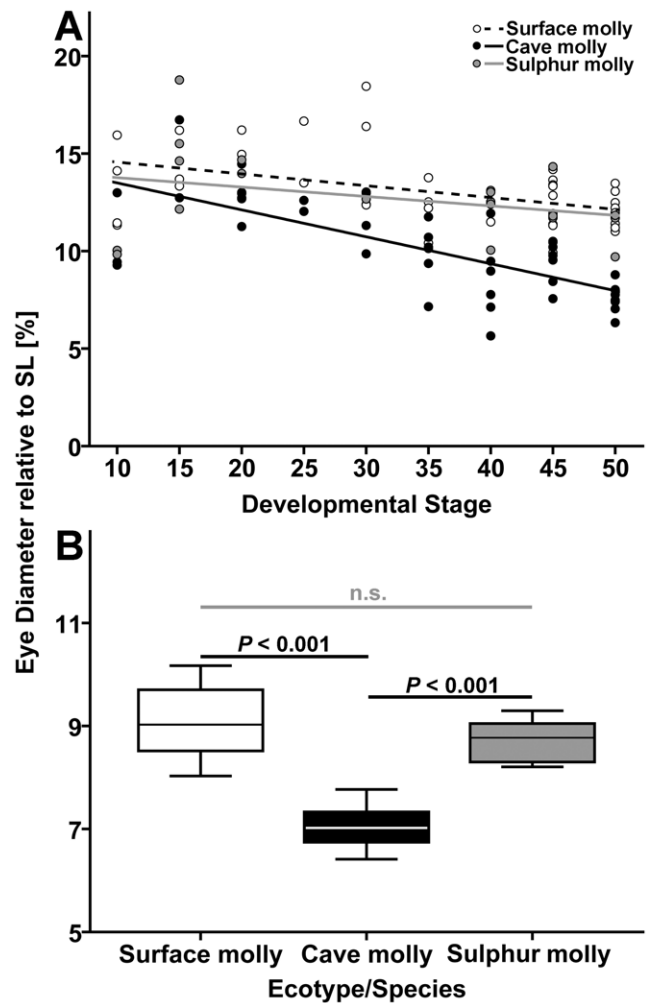 A
Surface molly
Cave molly
Sulphur molly
20
15
10
5
0
10 15 20 25 30 35 40 45 50
Developmental Stage
Eye Diameter relative to SL [%]
B
n.s.
P < 0.001
P < 0.001
11
9
7
5
Surface molly Cave molly Sulphur molly
Ecotype/Species